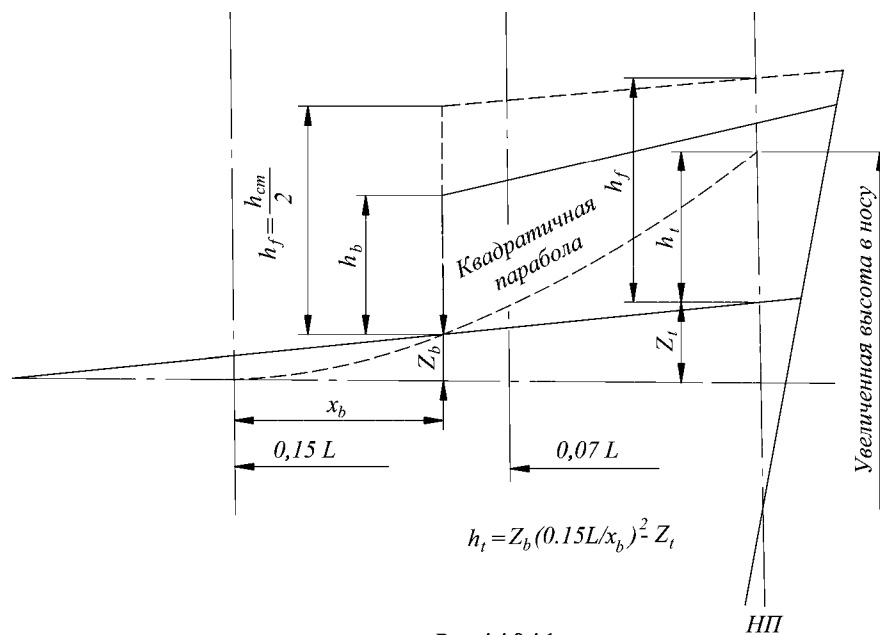 h_f = h_ст / 2
h_b
h_f
h_t
Квадратичная
парабола
Z_b
Z_t
Увеличенная высота в носу
x_b
0,15 L
0,07 L
h_t = Z_b (0.15L/x_b)^2 - Z_t
НП